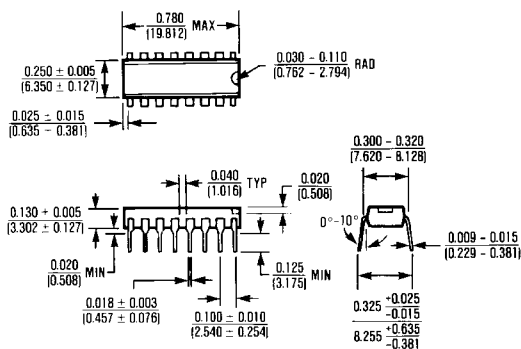 0.780
(19.812)
MAX
0.250 ± 0.005
(6.350 ± 0.127)
0.030 – 0.110
(0.762 – 2.794)
RAD
0.025 ± 0.015
(0.635 – 0.381)
0.300 – 0.320
(7.620 – 8.128)
0.040
(1.016)
TYP
0.020
(0.508)
0.130 ± 0.005
(3.302 ± 0.127)
0°–10°
0.009 – 0.015
(0.229 – 0.381)
0.020
(0.508)
MIN
0.125
(3.175)
MIN
0.018 ± 0.003
(0.457 ± 0.076)
0.100 ± 0.010
(2.540 ± 0.254)
0.325 +0.025
-0.015
8.255 +0.635
-0.381